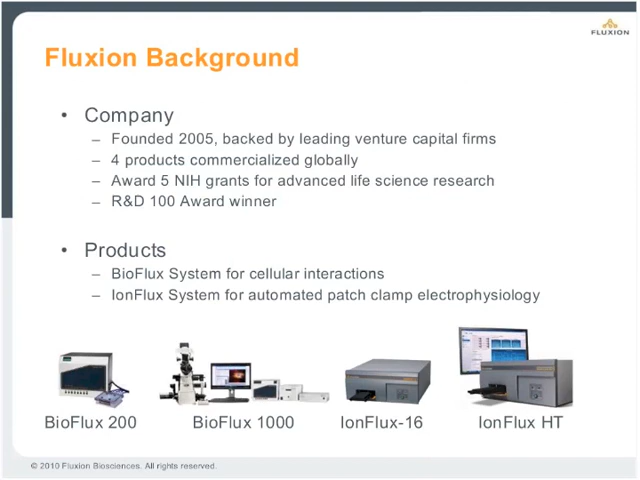 FLUXION
Fluxion Background
• Company
– Founded 2005, backed by leading venture capital firms
– 4 products commercialized globally
– Award 5 NIH grants for advanced life science research
– R&D 100 Award winner
• Products
– BioFlux System for cellular interactions
– IonFlux System for automated patch clamp electrophysiology
BioFlux 200 BioFlux 1000 IonFlux-16 IonFlux HT
© 2010 Fluxion Biosciences. All rights reserved.